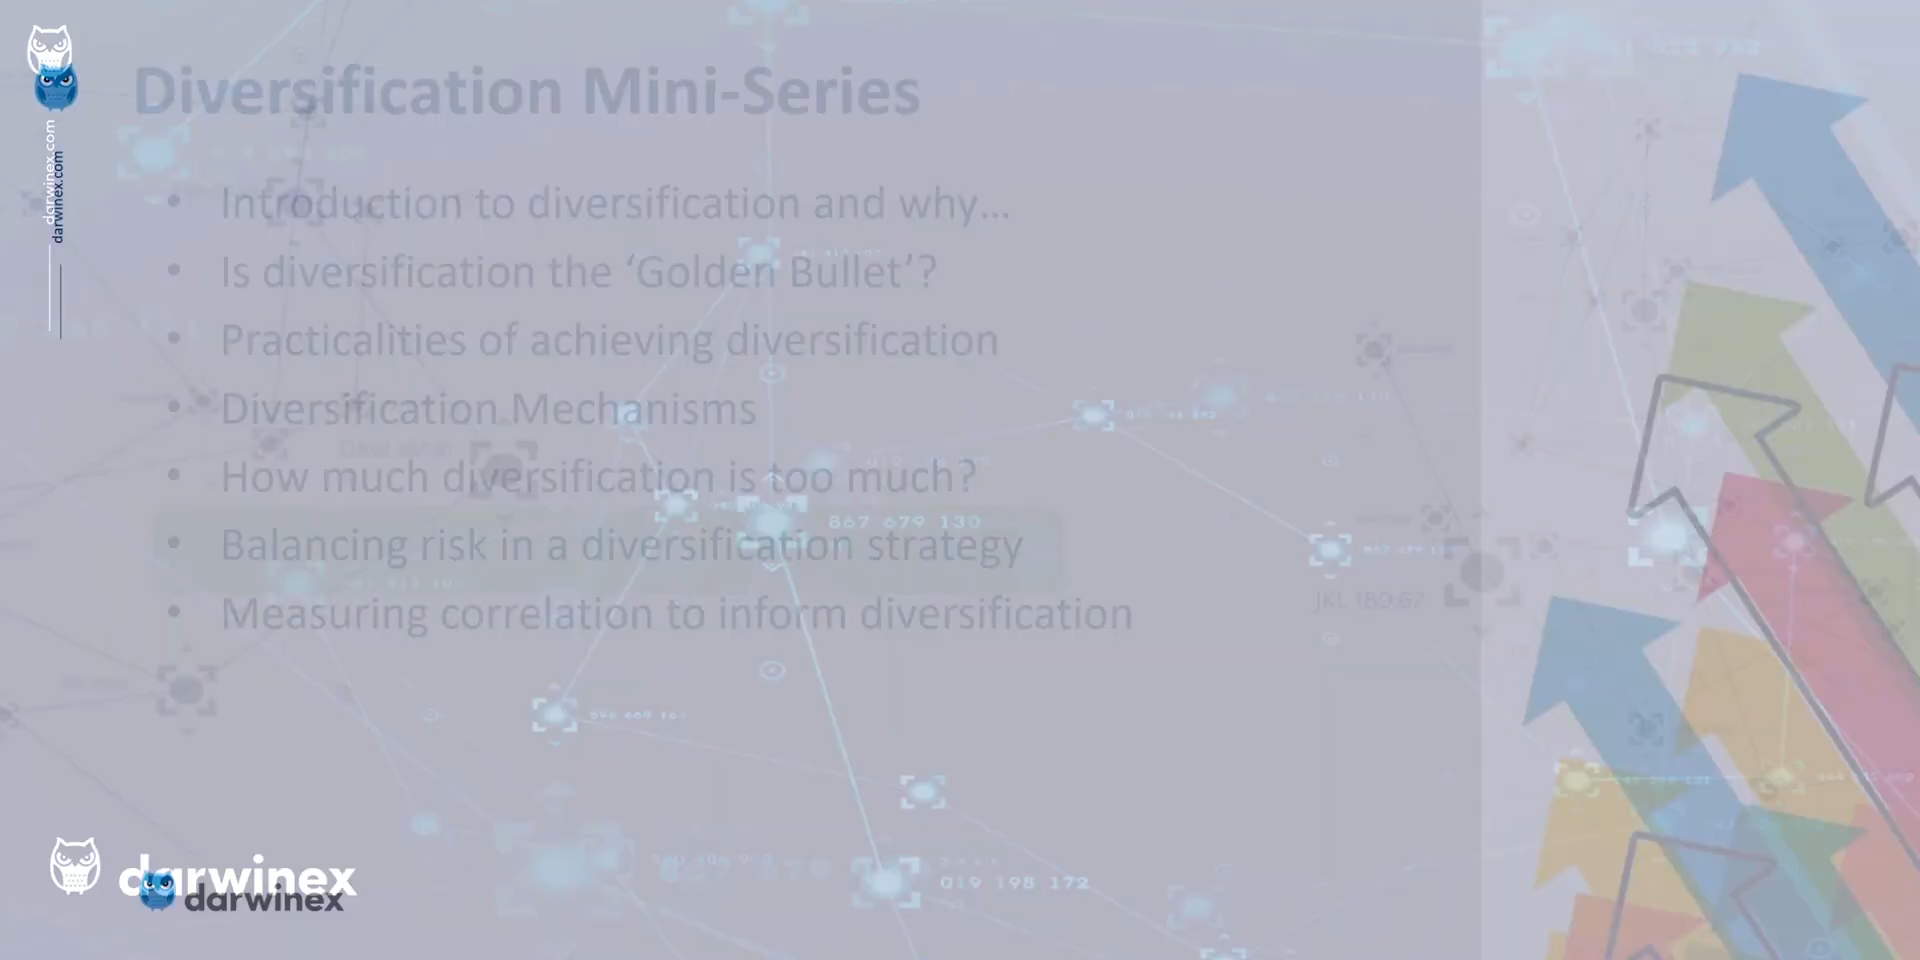 darwinex.com
darwinex.com
Diversification Mini-Series
• Introduction to diversification and why...
• Is diversification the ‘Golden Bullet’?
• Practicalities of achieving diversification
• Diversification Mechanisms
• How much diversification is too much?
867 679 130
• Balancing risk in a diversification strategy
JKL 189.67
• Measuring correlation to inform diversification
019 198 172
darwinex
darwinex